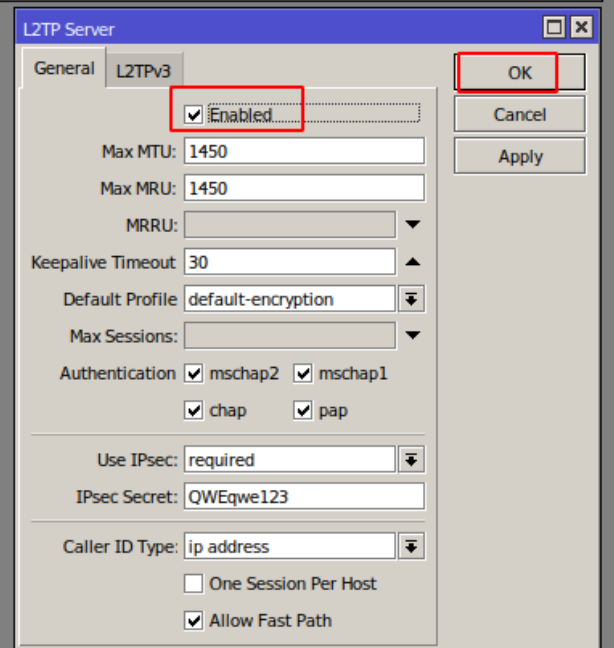 L2TP Server
General L2TPv3
OK
Enabled
Cancel
Max MTU: 1450
Apply
Max MRU: 1450
MRRU:
Keepalive Timeout 30
Default Profile default-encryption
Max Sessions:
Authentication mschap2 mschap1
chap pap
Use IPsec: required
IPsec Secret: QWEqwe123
Caller ID Type: ip address
One Session Per Host
Allow Fast Path